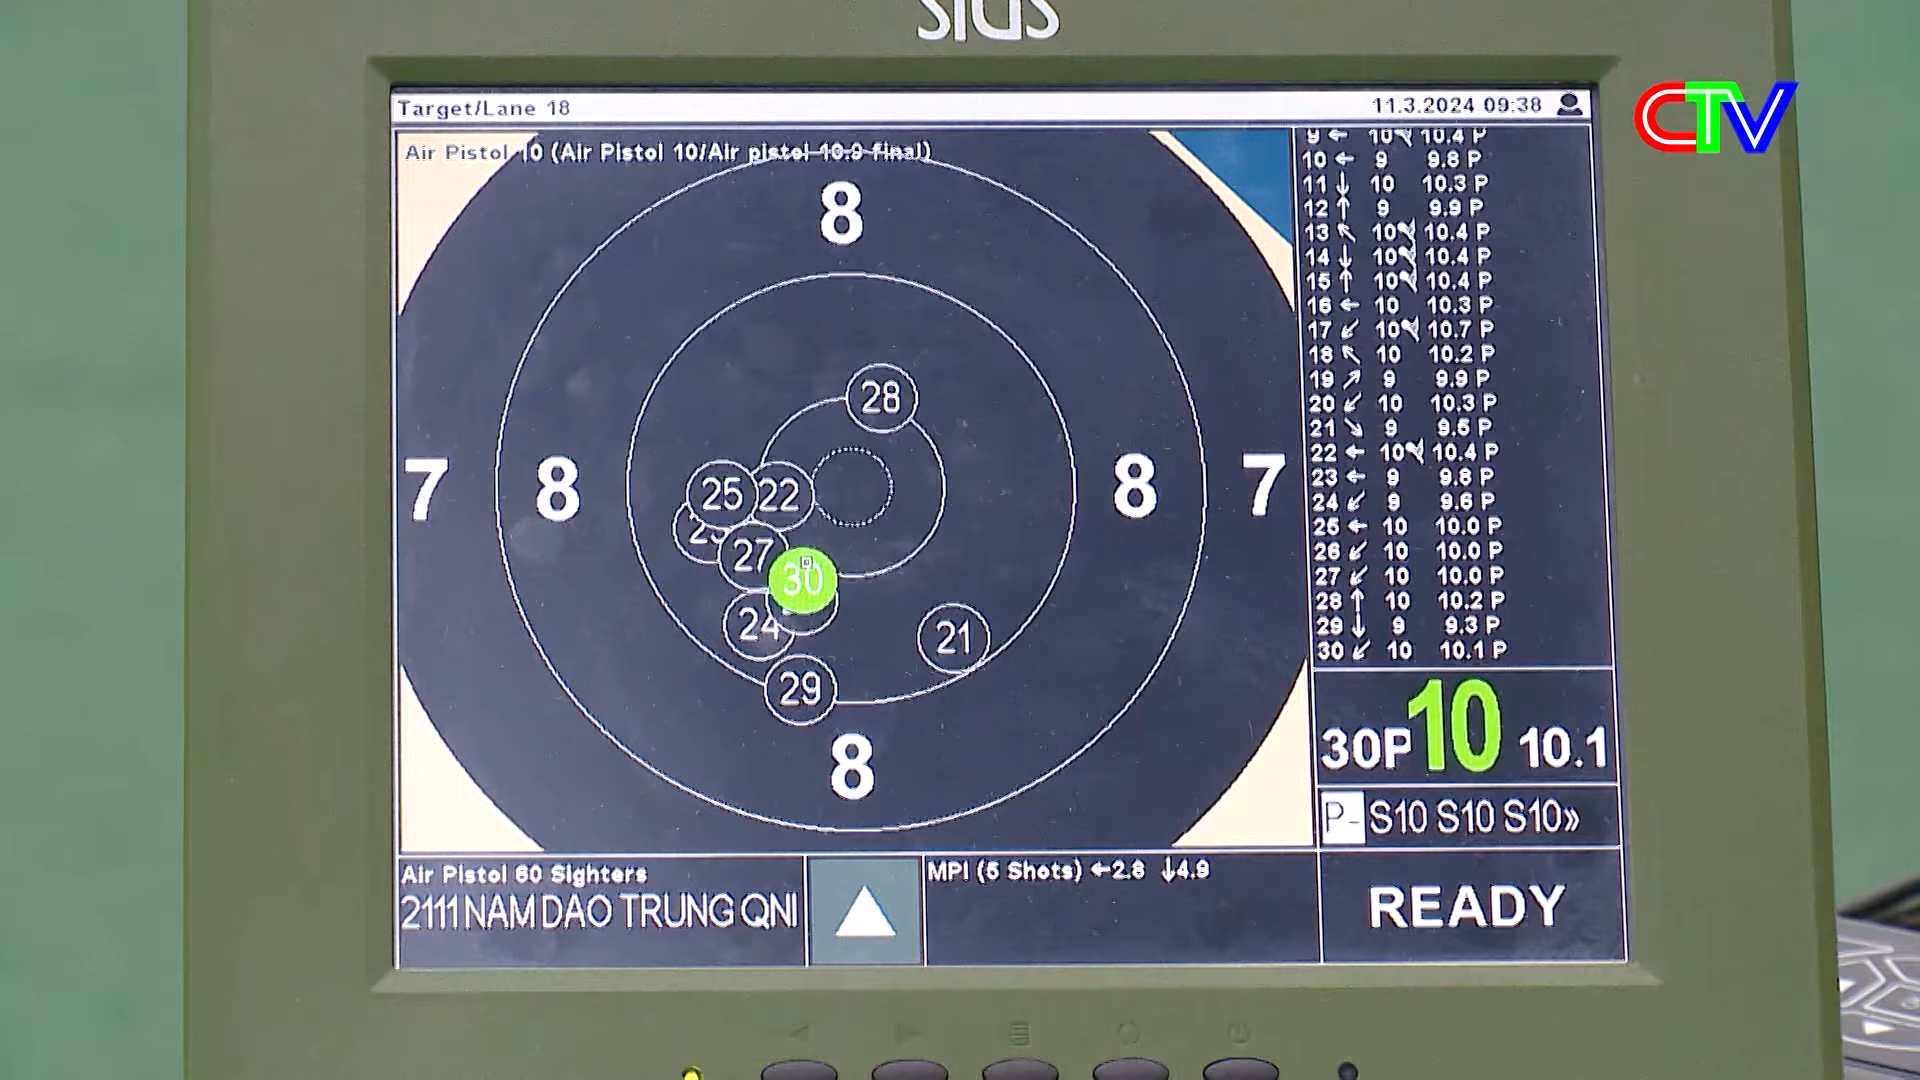 SIUS
CTV
Target/Lane 18
11.3.2024 09:38
Air Pistol 10 (Air Pistol 10/Air pistol 10.9 final)
8
7
8
8
7
8
28
25
22
27
30
24
21
29
9 ← 10 10.4 P
10 ← 9 9.8 P
11 ↓ 10 10.3 P
12 ↑ 9 9.9 P
13 ↖ 10 10.4 P
14 ↓ 10 10.4 P
15 ↑ 10 10.4 P
16 ← 10 10.3 P
17 ↙ 10 10.7 P
18 ↖ 10 10.2 P
19 ↗ 9 9.9 P
20 ↙ 10 10.3 P
21 ↘ 9 9.5 P
22 ← 10 10.4 P
23 ← 9 9.8 P
24 ↙ 9 9.6 P
25 ← 10 10.0 P
26 ↙ 10 10.0 P
27 ↙ 10 10.0 P
28 ↑ 10 10.2 P
29 ↓ 9 9.3 P
30 ↙ 10 10.1 P
30P 10 10.1
P- S10 S10 S10»
Air Pistol 60 Sighters
2111 NAM DAO TRUNG QNI
MPI (5 Shots) ←2.8 ↓4.9
READY